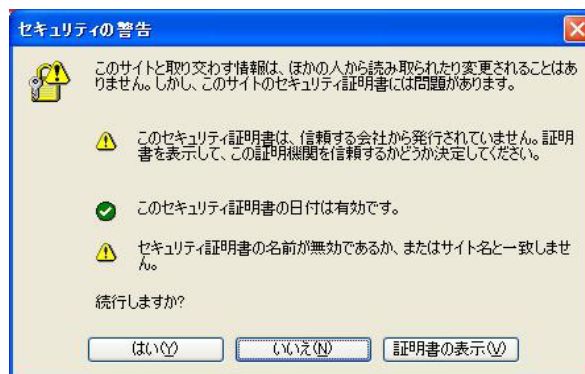 セキュリティの警告
このサイトと取り交わす情報は、ほかの人から読み取られたり変更されることはあ
りません。しかし、このサイトのセキュリティ証明書には問題があります。
このセキュリティ証明書は、信頼する会社から発行されていません。証明
書を表示して、この証明機関を信頼するかどうか決定してください。
このセキュリティ証明書の日付は有効です。
セキュリティ証明書の名前が無効であるか、またはサイト名と一致しませ
ん。
続行しますか?
はい(Y) いいえ(N) 証明書の表示(V)